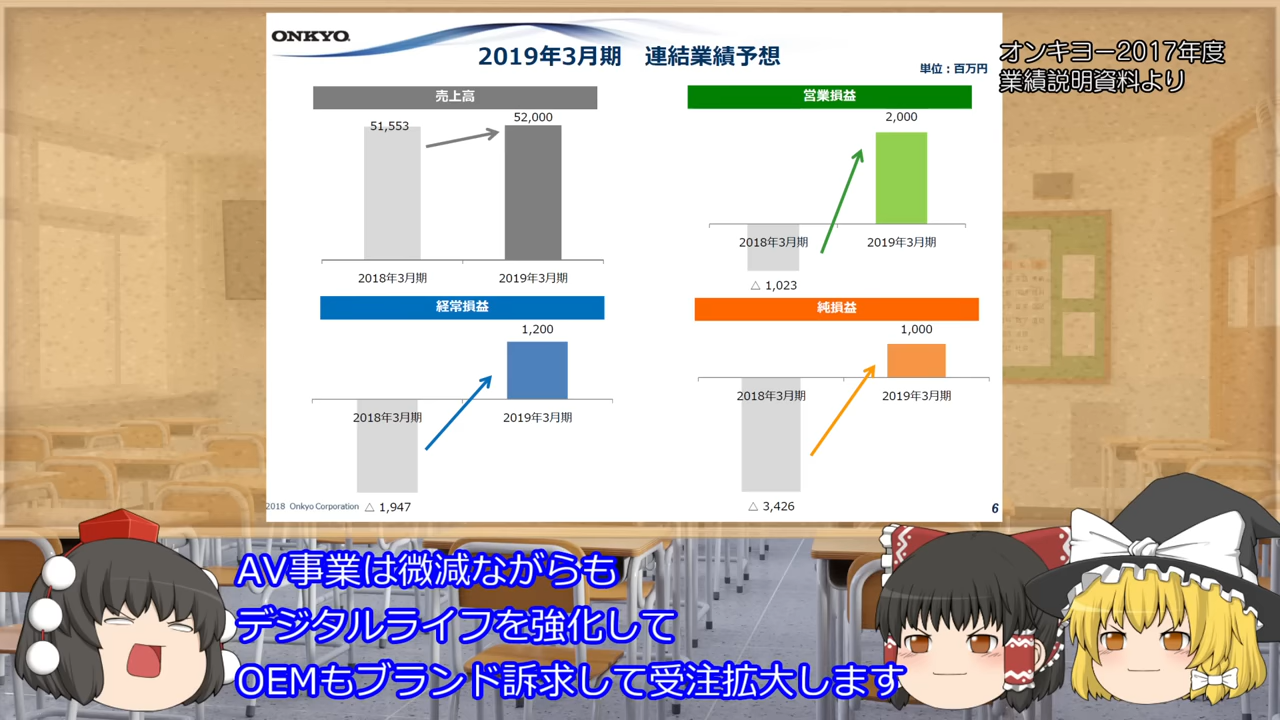 ONKYO
2019年3月期 連結業績予想
単位：百万円
オンキヨー2017年度
業績説明資料より
売上高
51,553
52,000
2018年3月期
2019年3月期
営業損益
2,000
2018年3月期
2019年3月期
△ 1,023
経常損益
1,200
2018年3月期
2019年3月期
△ 1,947
純損益
1,000
2018年3月期
2019年3月期
△ 3,426
2018 Onkyo Corporation
6
AV事業は微減ながらも
デジタルライフを強化して
OEMもブランド訴求して受注拡大します